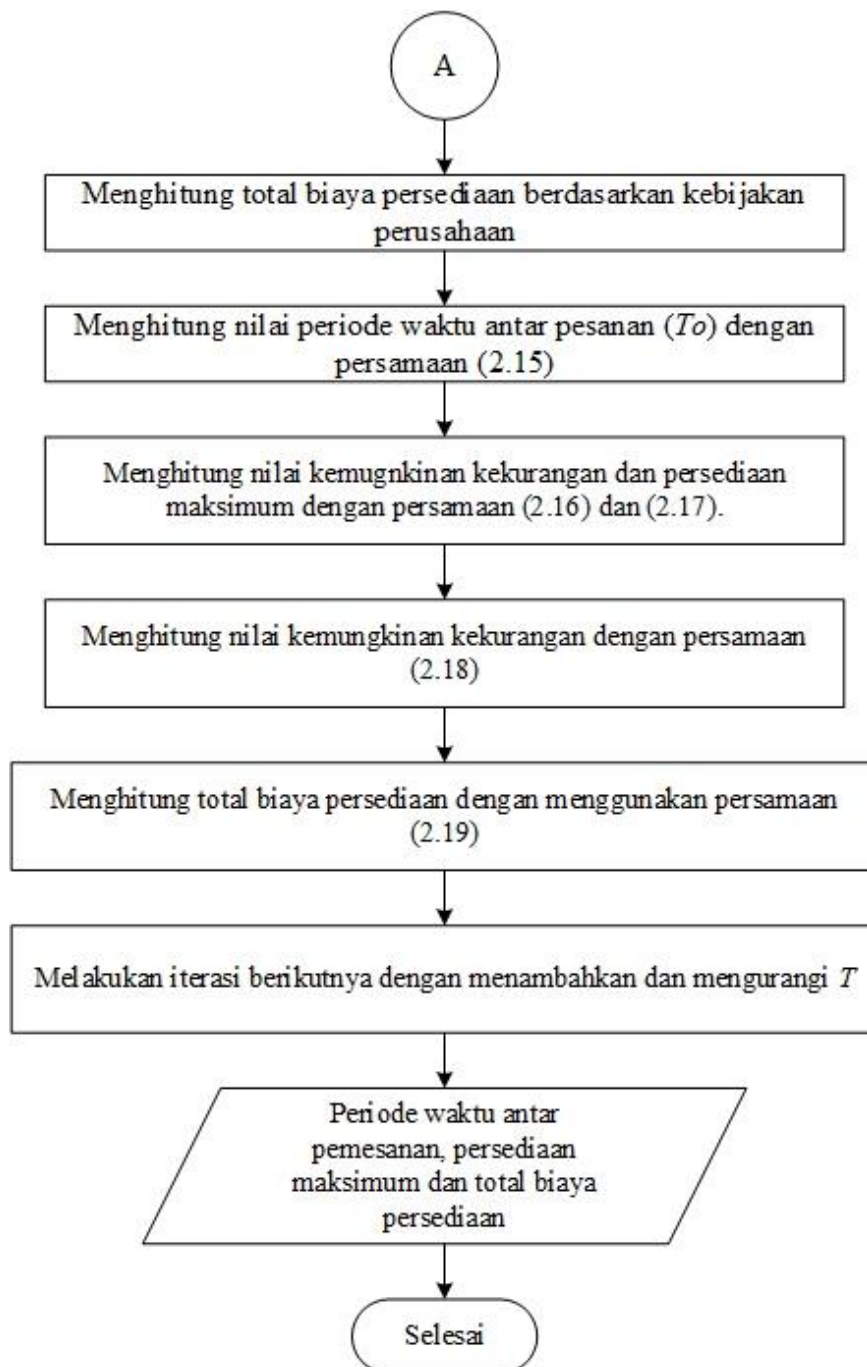 A
Menghitung total biaya persediaan berdasarkan kebijakan
perusahaan
Menghitung nilai periode waktu antar pesanan (To) dengan
persamaan (2.15)
Menghitung nilai kemugnkinan kekurangan dan persediaan
maksimum dengan persamaan (2.16) dan (2.17).
Menghitung nilai kemungkinan kekurangan dengan persamaan
(2.18)
Menghitung total biaya persediaan dengan menggunakan persamaan
(2.19)
Melakukan iterasi berikutnya dengan menambahkan dan mengurangi T
Periode waktu antar
pemesanan, persediaan
maksimum dan total biaya
persediaan
Selesai